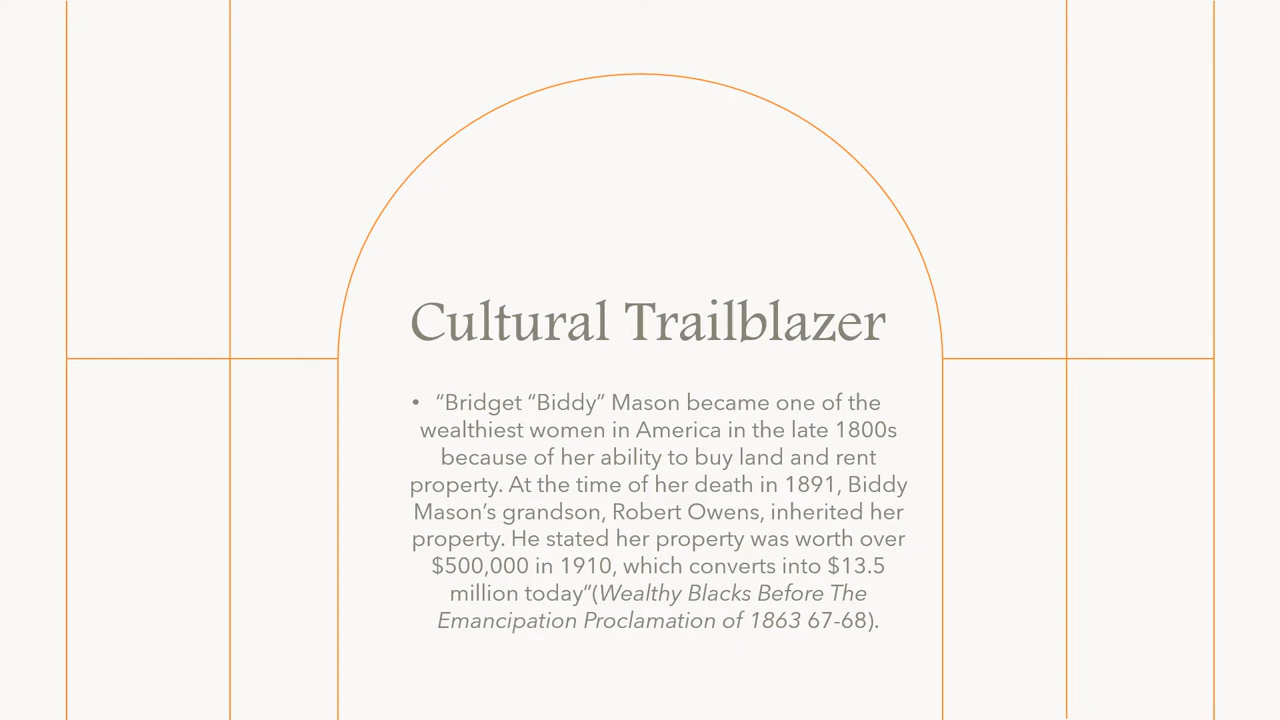 Cultural Trailblazer
• “Bridget “Biddy” Mason became one of the
wealthiest women in America in the late 1800s
because of her ability to buy land and rent
property. At the time of her death in 1891, Biddy
Mason’s grandson, Robert Owens, inherited her
property. He stated her property was worth over
$500,000 in 1910, which converts into $13.5
million today”(Wealthy Blacks Before The
Emancipation Proclamation of 1863 67-68).